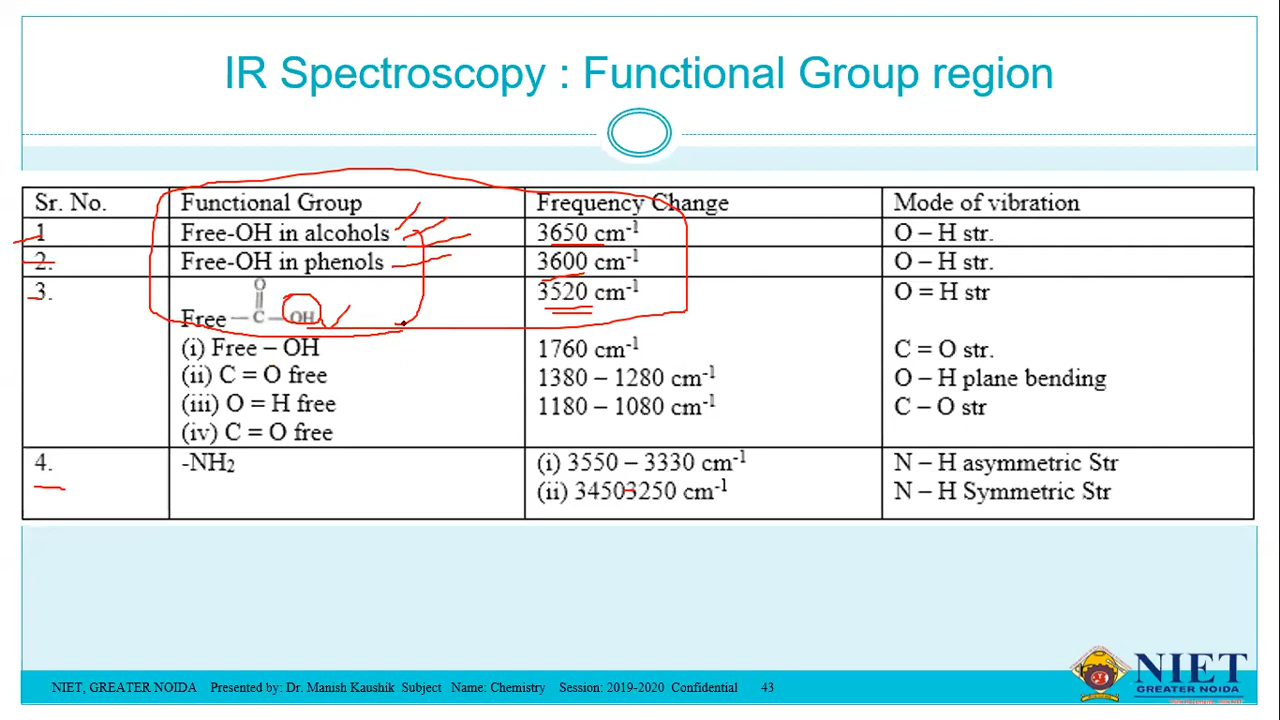 IR Spectroscopy : Functional Group region
Sr. No. Functional Group Frequency Change Mode of vibration
1 Free-OH in alcohols 3650 cm-1 O – H str.
2. Free-OH in phenols 3600 cm-1 O – H str.
3. 3520 cm-1 O = H str
O
Free – C – OH
(i) Free – OH 1760 cm-1 C = O str.
(ii) C = O free 1380 – 1280 cm-1 O – H plane bending
(iii) O = H free 1180 – 1080 cm-1 C – O str
(iv) C = O free
4. -NH2 (i) 3550 – 3330 cm-1 N – H asymmetric Str
(ii) 34503250 cm-1 N – H Symmetric Str
NIET, GREATER NOIDA Presented by: Dr. Manish Kaushik Subject Name: Chemistry Session: 2019-2020 Confidential 43
NIET
GREATER NOIDA